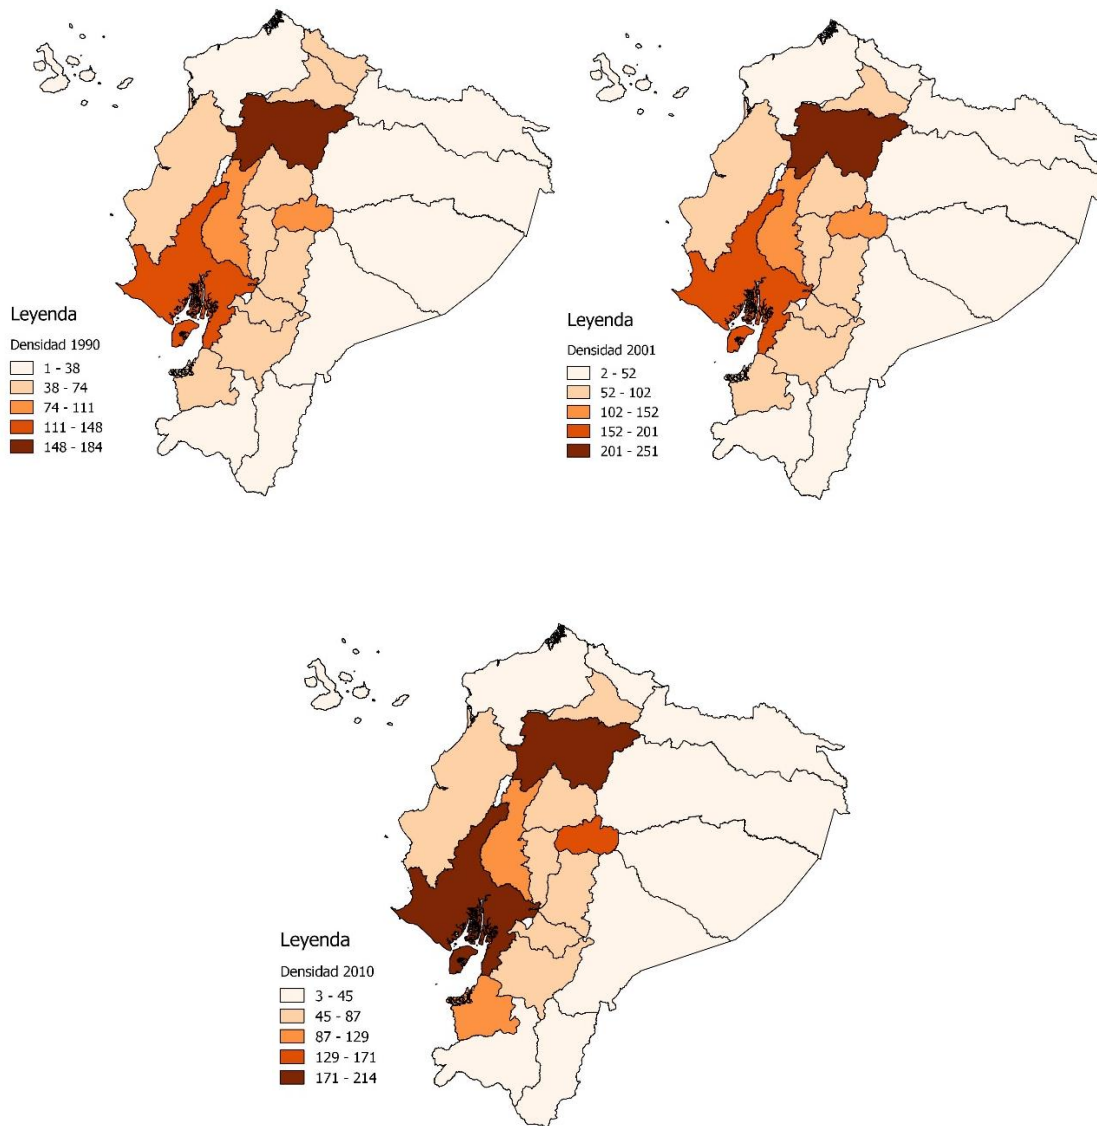 Leyenda
Densidad 1990
1 - 38
38 - 74
74 - 111
111 - 148
148 - 184
Leyenda
Densidad 2001
2 - 52
52 - 102
102 - 152
152 - 201
201 - 251
Leyenda
Densidad 2010
3 - 45
45 - 87
87 - 129
129 - 171
171 - 214